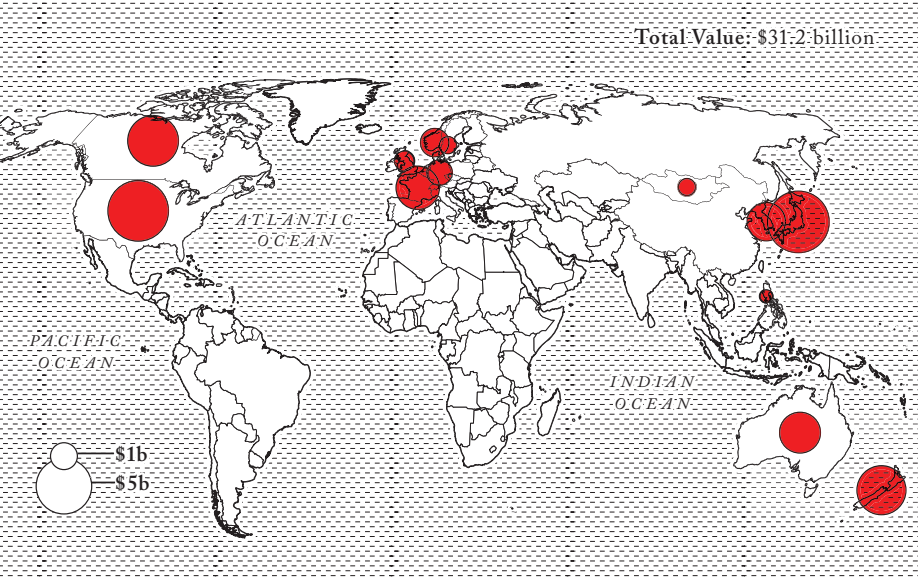 Total Value: $31.2 billion
ATLANTIC
OCEAN
PACIFIC
OCEAN
INDIAN
OCEAN
$1b
$5b